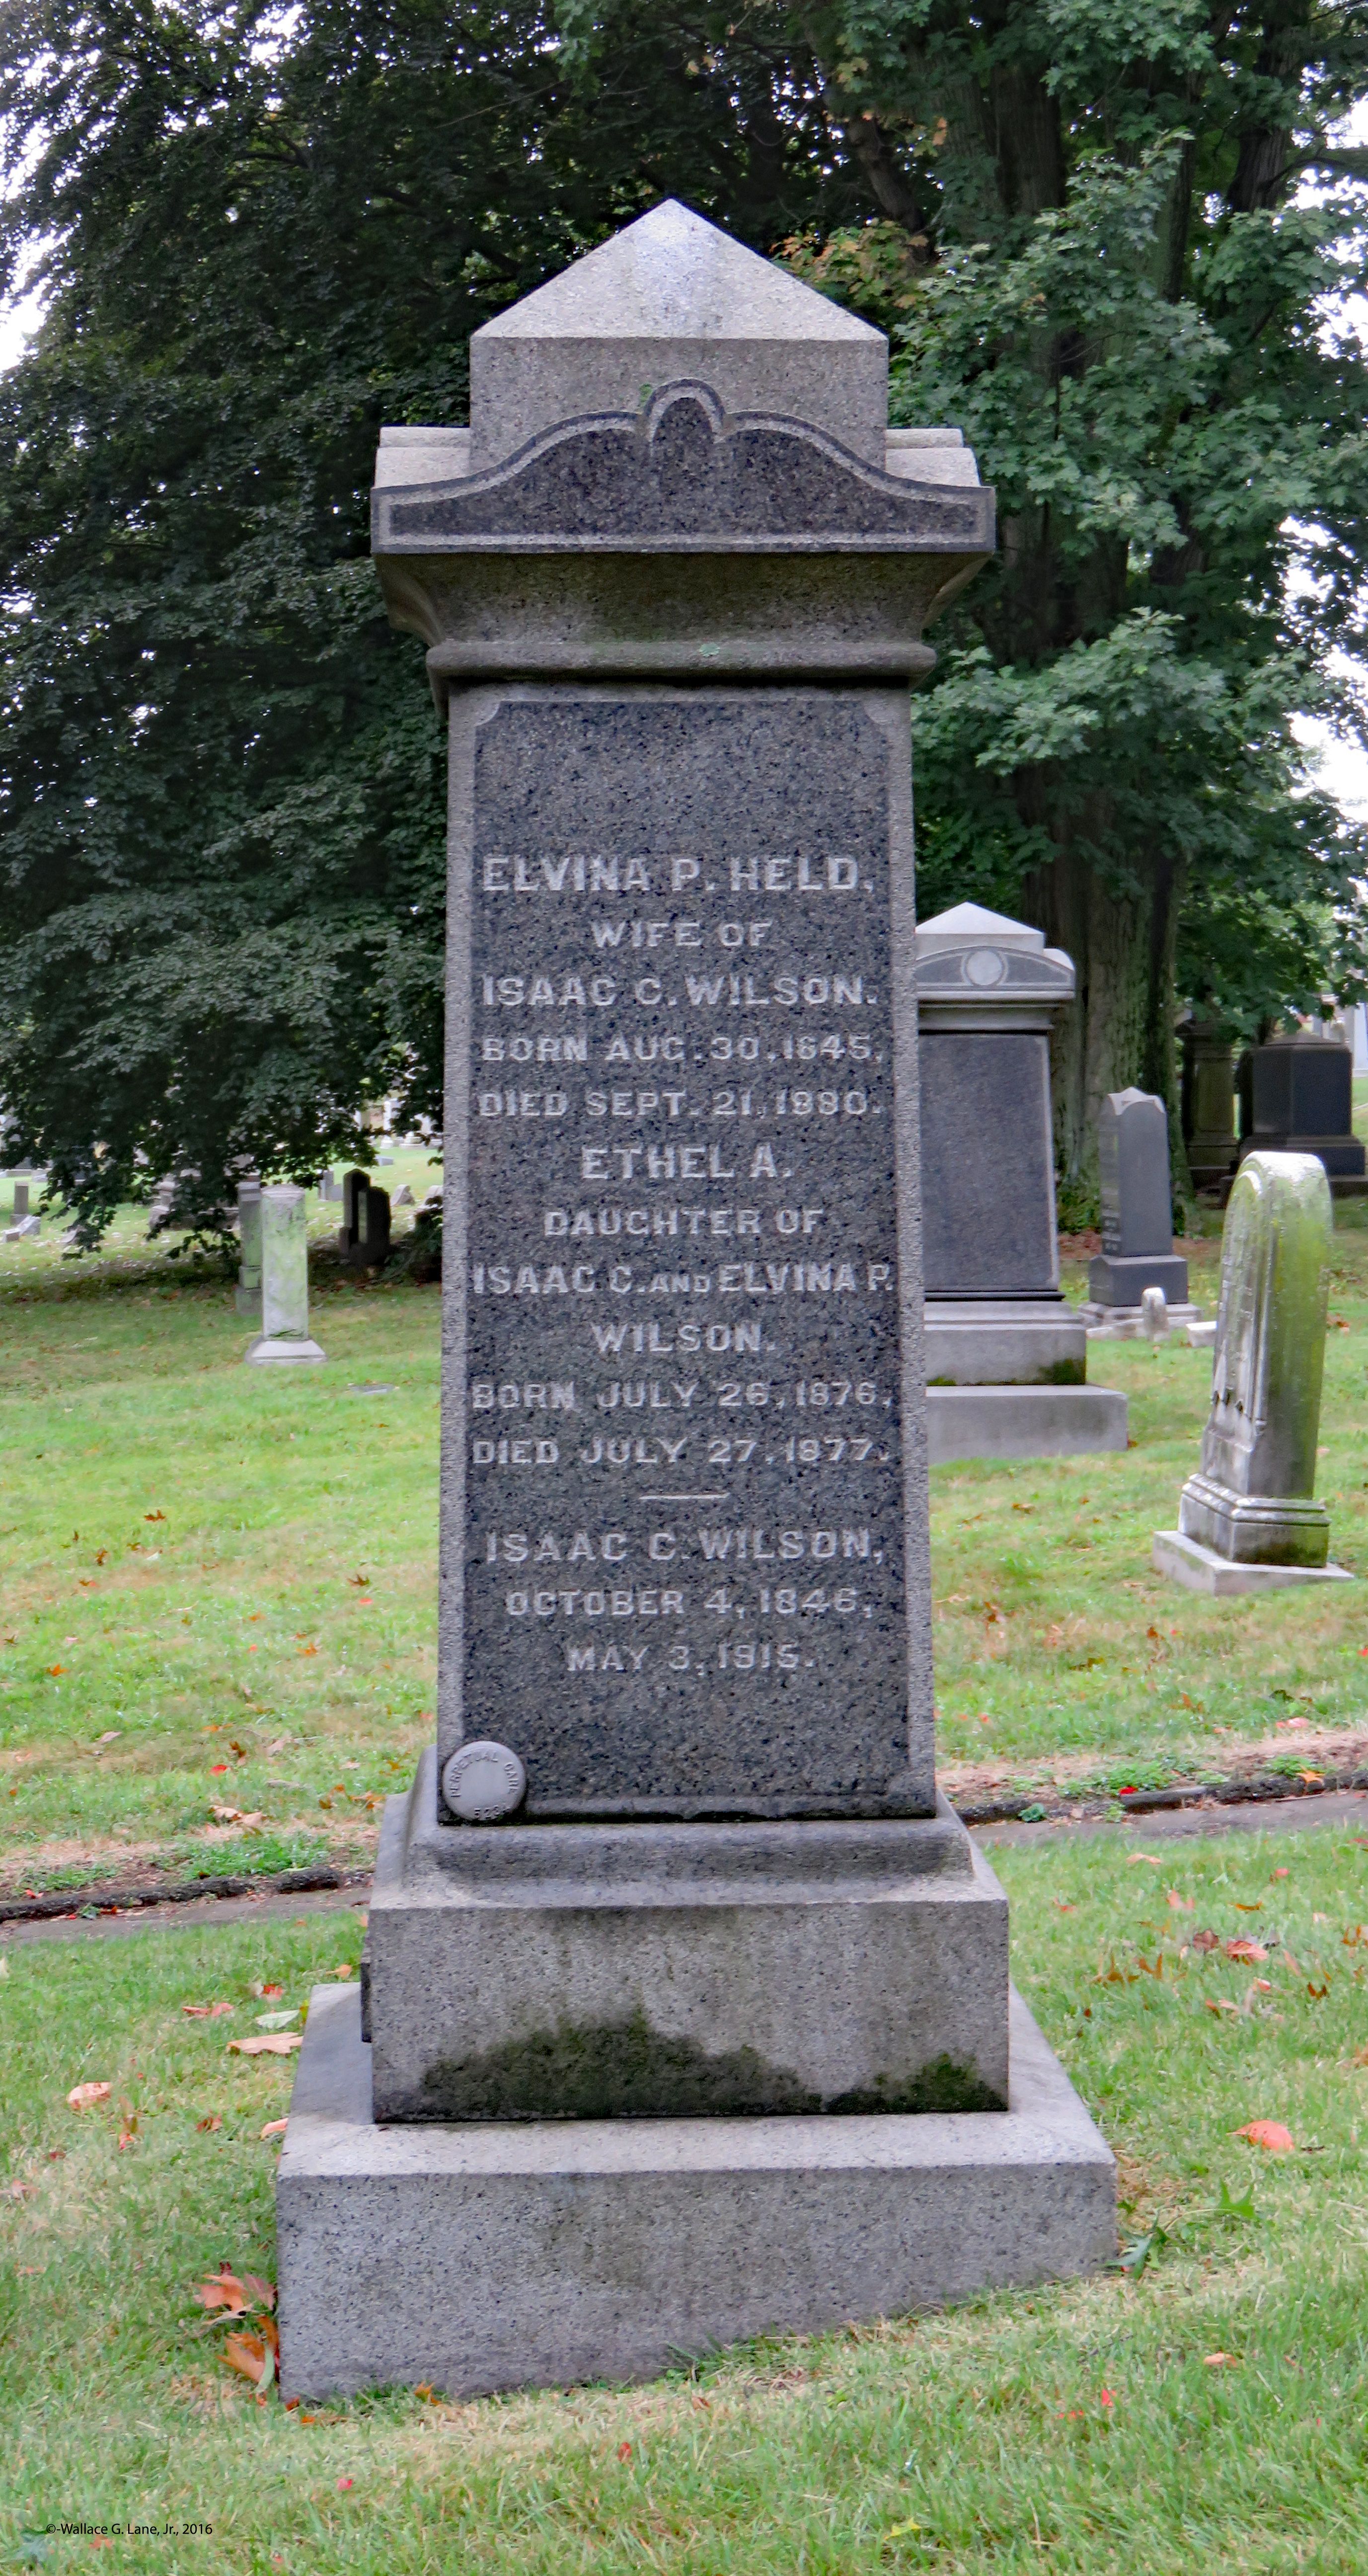 ELVINA P. HELD,
WIFE OF
ISAAC C. WILSON.
BORN AUG. 30, 1845,
DIED SEPT. 21, 1880.
ETHEL A.
DAUGHTER OF
ISAAC C. AND ELVINA P.
WILSON.
BORN JULY 26, 1876,
DIED JULY 27, 1877.
ISAAC C. WILSON,
OCTOBER 4, 1846,
MAY 3, 1915.
PERPETUAL CARE
©-Wallace G. Lane, Jr., 2016